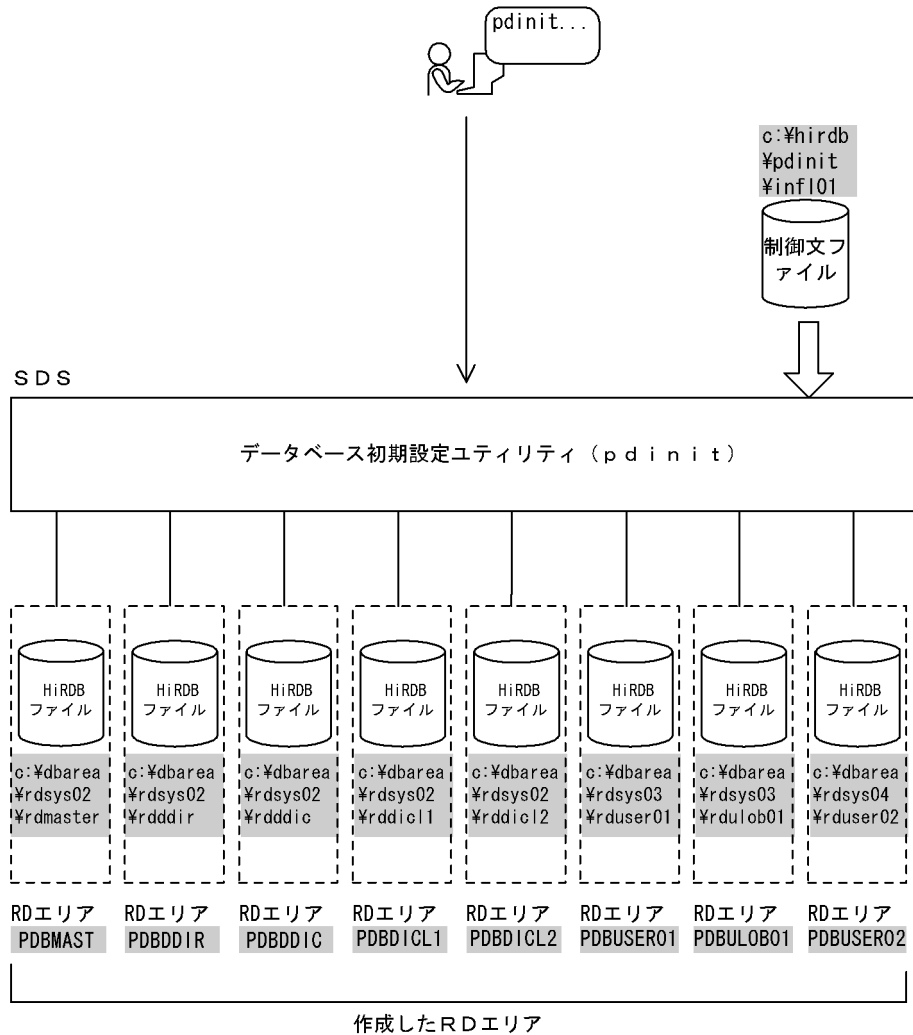 pdinit...
c:¥hirdb
¥pdinit
¥infl01
制御文フ
ァイル
ＳＤＳ
データベース初期設定ユティリティ（ｐｄｉｎｉｔ）
HiRDB
ファイル
c:¥dbarea
¥rdsys02
¥rdmaster
RDエリア
PDBMAST
HiRDB
ファイル
c:¥dbarea
¥rdsys02
¥rdddir
RDエリア
PDBDDIR
HiRDB
ファイル
c:¥dbarea
¥rdsys02
¥rdddic
RDエリア
PDBDDIC
HiRDB
ファイル
c:¥dbarea
¥rdsys02
¥rddicl1
RDエリア
PDBDICL1
HiRDB
ファイル
c:¥dbarea
¥rdsys02
¥rddicl2
RDエリア
PDBDICL2
HiRDB
ファイル
c:¥dbarea
¥rdsys03
¥rduser01
RDエリア
PDBUSER01
HiRDB
ファイル
c:¥dbarea
¥rdsys03
¥rdulob01
RDエリア
PDBULOB01
HiRDB
ファイル
c:¥dbarea
¥rdsys04
¥rduser02
RDエリア
PDBUSER02
作成したＲＤエリア